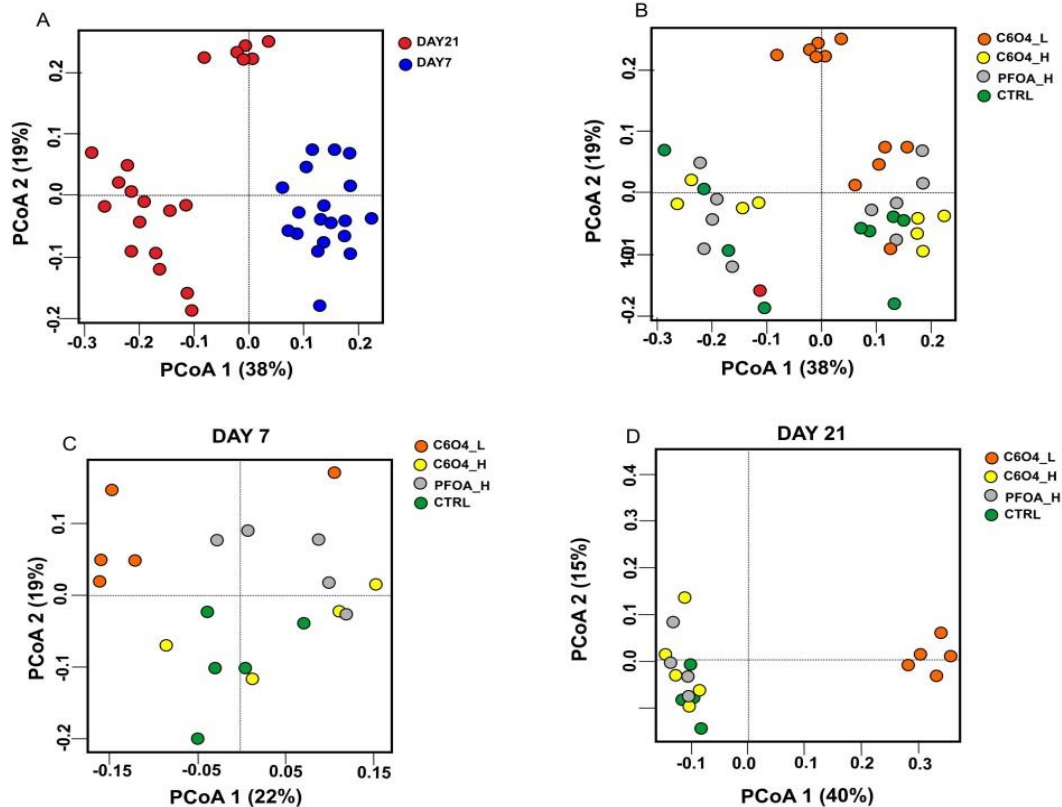 A
DAY21
DAY7
0.2
0.1
0.0
-0.1
-0.2
PCoA 2 (19%)
-0.3 -0.2 -0.1 0.0 0.1 0.2
PCoA 1 (38%)
B
C6O4_L
C6O4_H
PFOA_H
CTRL
0.2
0.1
0.0
-0.2
PCoA 2 (19%)
-0.3 -0.2 -0.1 0.0 0.1 0.2
PCoA 1 (38%)
C
DAY 7
C6O4_L
C6O4_H
PFOA_H
CTRL
0.1
0.0
-0.1
-0.2
PCoA 2 (19%)
-0.15 -0.05 0.05 0.15
PCoA 1 (22%)
D
DAY 21
C6O4_L
C6O4_H
PFOA_H
CTRL
0.4
0.3
0.2
0.1
0.0
PCoA 2 (15%)
-0.1 0.0 0.1 0.3
PCoA 1 (40%)